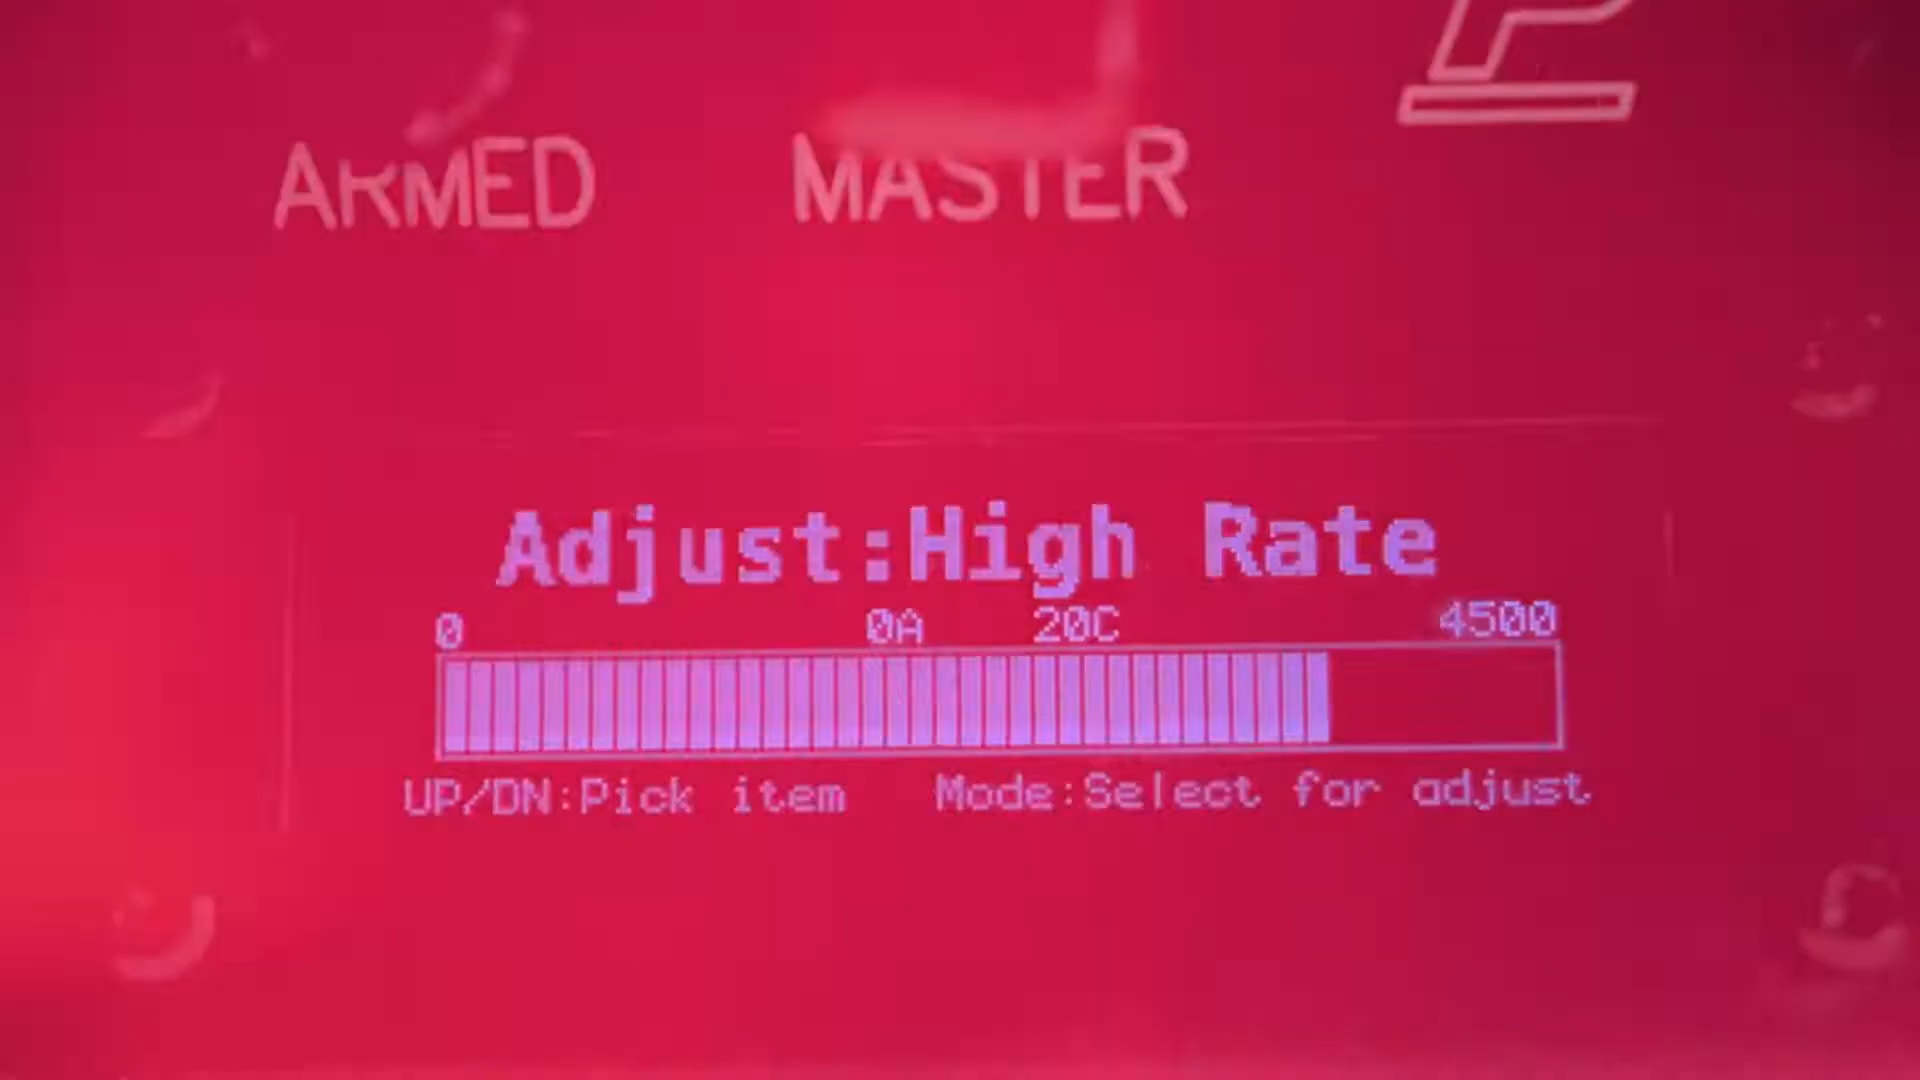 ARMED MASTER
Adjust:High Rate
0 0A 20C 4500
UP/DN:Pick item Mode:Select for adjust